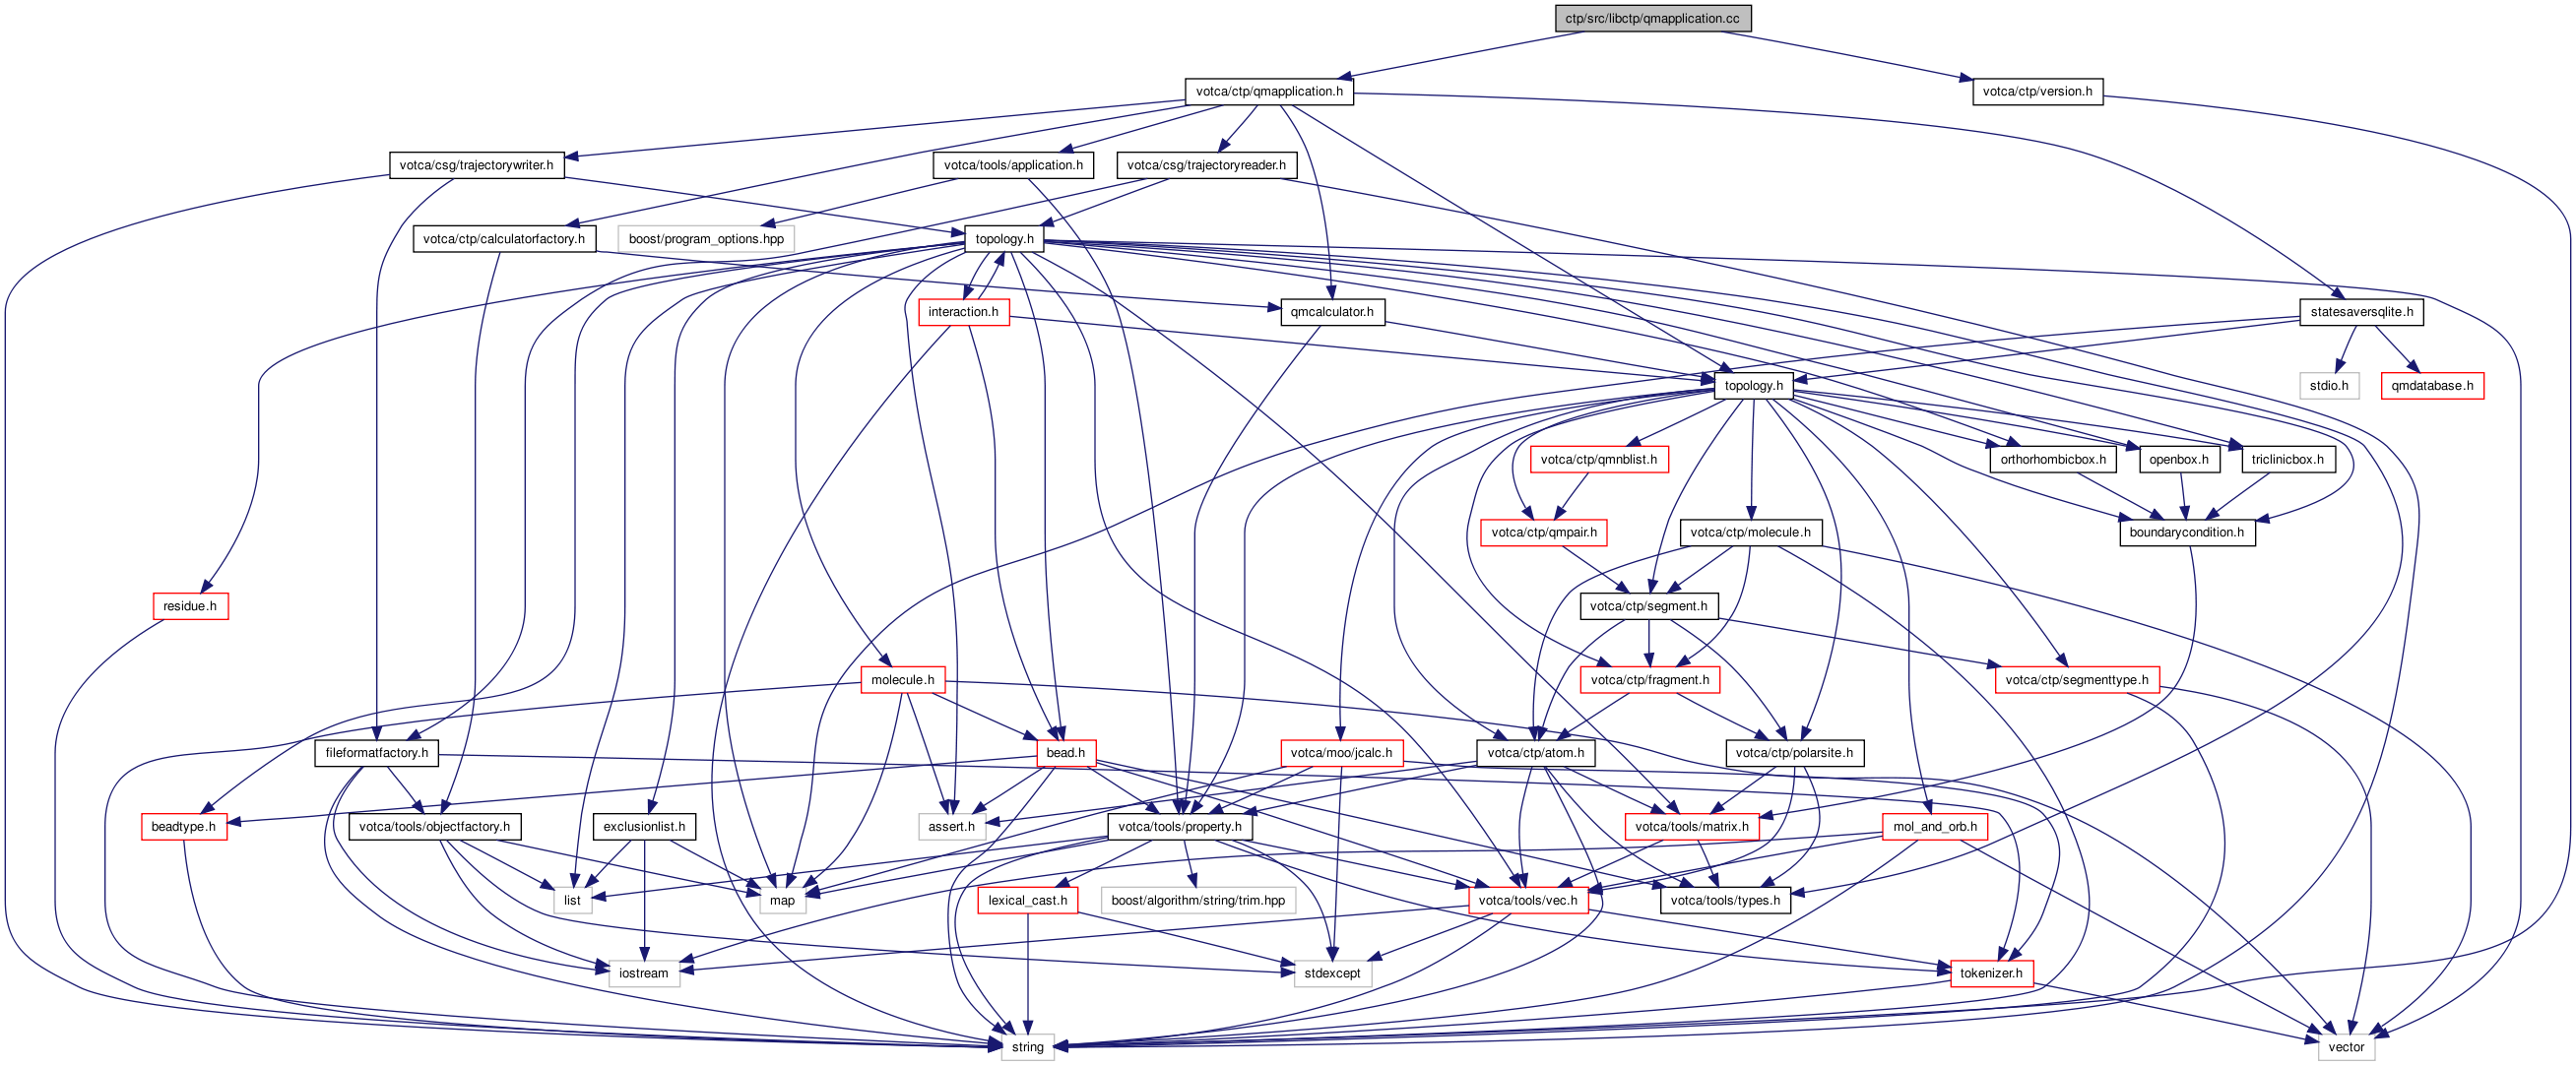 ctp/src/libctp/qmapplication.cc
votca/ctp/qmapplication.h
votca/ctp/version.h
votca/csg/trajectorywriter.h
votca/tools/application.h
votca/csg/trajectoryreader.h
votca/ctp/calculatorfactory.h
boost/program_options.hpp
topology.h
interaction.h
qmcalculator.h
statesaversqlite.h
topology.h
stdio.h
qmdatabase.h
votca/ctp/qmnblist.h
orthorhombicbox.h
openbox.h
triclinicbox.h
votca/ctp/qmpair.h
votca/ctp/molecule.h
boundarycondition.h
residue.h
votca/ctp/segment.h
molecule.h
votca/ctp/fragment.h
votca/ctp/segmenttype.h
fileformatfactory.h
bead.h
votca/moo/jcalc.h
votca/ctp/atom.h
votca/ctp/polarsite.h
beadtype.h
votca/tools/objectfactory.h
exclusionlist.h
assert.h
votca/tools/property.h
votca/tools/matrix.h
mol_and_orb.h
list
map
lexical_cast.h
boost/algorithm/string/trim.hpp
votca/tools/vec.h
votca/tools/types.h
iostream
stdexcept
tokenizer.h
string
vector